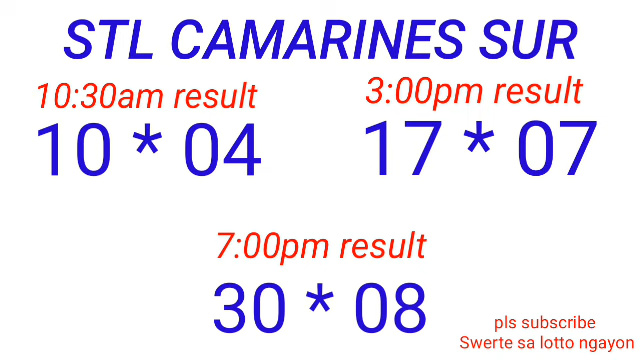 STL CAMARINES SUR
10:30am result
10 * 04
3:00pm result
17 * 07
7:00pm result
30 * 08
pls subscribe
Swerte sa lotto ngayon